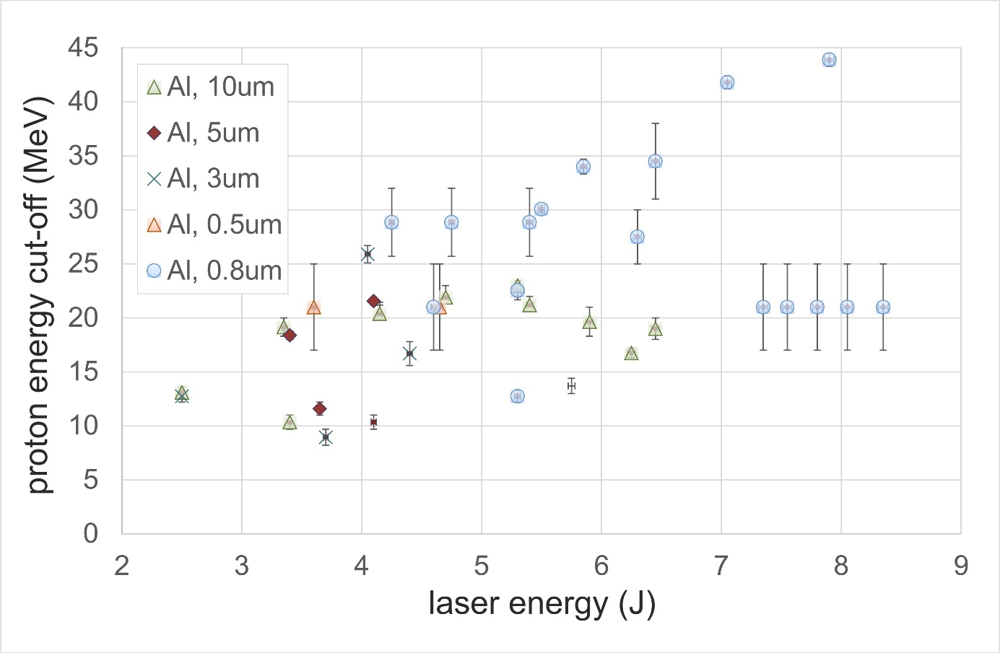 45
40
35
30
25
20
15
10
5
0
proton energy cut-off (MeV)
Al, 10um
Al, 5um
Al, 3um
Al, 0.5um
Al, 0.8um
2 3 4 5 6 7 8 9
laser energy (J)